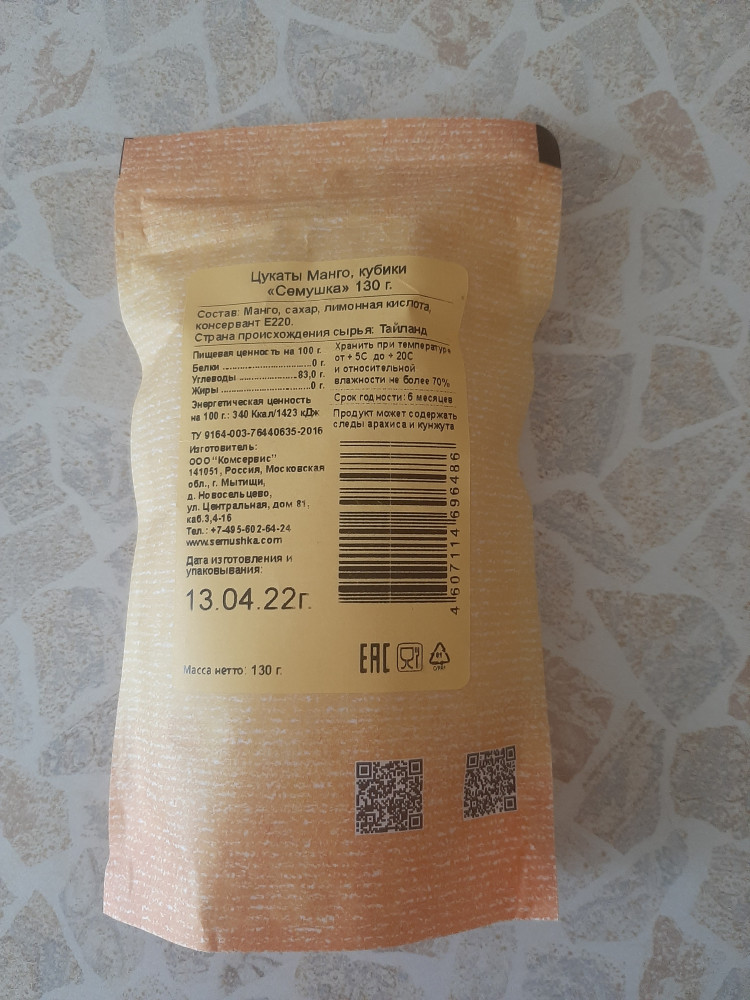 Цукаты Манго, кубики
«Семушка» 130 г.
Состав: Манго, сахар, лимонная кислота,
консервант Е220.
Страна происхождения сырья: Тайланд
Пищевая ценность на 100 г.
Белки ..............................0 г.
Углеводы ....................83,0 г.
Жиры ..............................0 г.
Энергетическая ценность
на 100 г.: 340 Ккал/1423 кДж
ТУ 9164-003-76440635-2016
Изготовитель:
ООО "Комсервис"
141051, Россия, Московская
обл., г. Мытищи,
д. Новосельцево,
ул. Центральная, дом 81,
каб.3,4-16
Тел.: +7-495-602-64-24
www.semushka.com
Дата изготовления и
упаковывания:
13.04.22г.
Масса нетто: 130 г.
Хранить при температуре
от + 5С до + 20С
и относительной
влажности не более 70%
Срок годности: 6 месяцев
Продукт может содержать
следы арахиса и кунжута
4 607114 696486
EAC